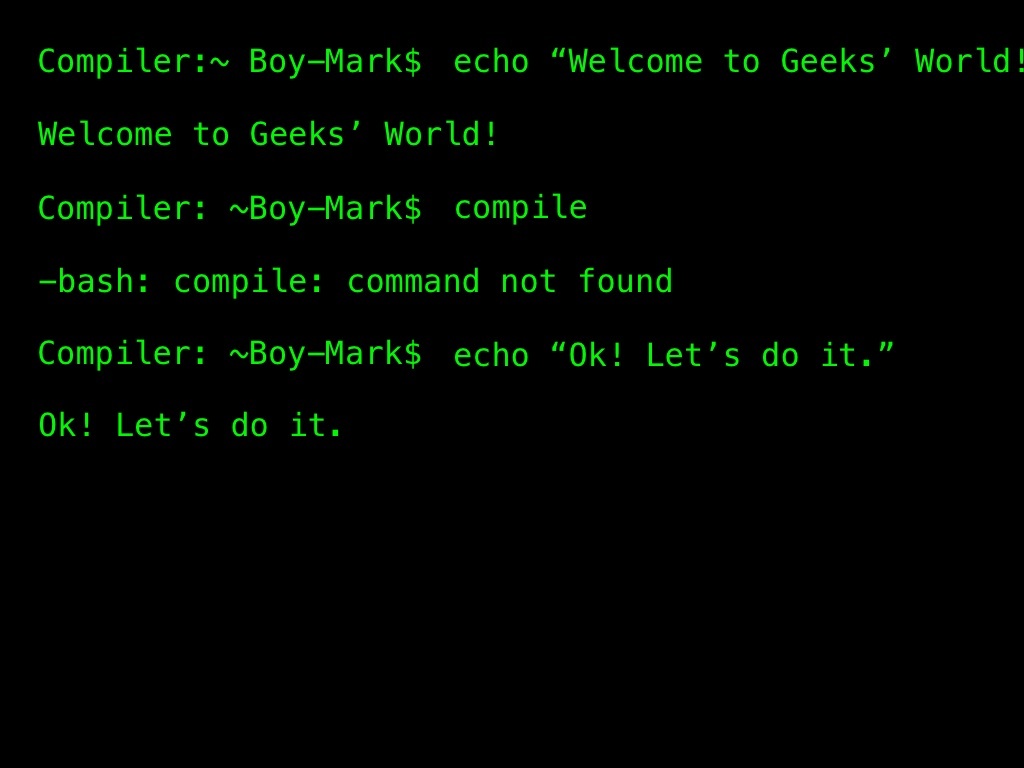 Compiler:~ Boy-Mark$ echo “Welcome to Geeks’ World!
Welcome to Geeks’ World!
Compiler: ~Boy-Mark$ compile
-bash: compile: command not found
Compiler: ~Boy-Mark$ echo “Ok! Let’s do it.”
Ok! Let’s do it.